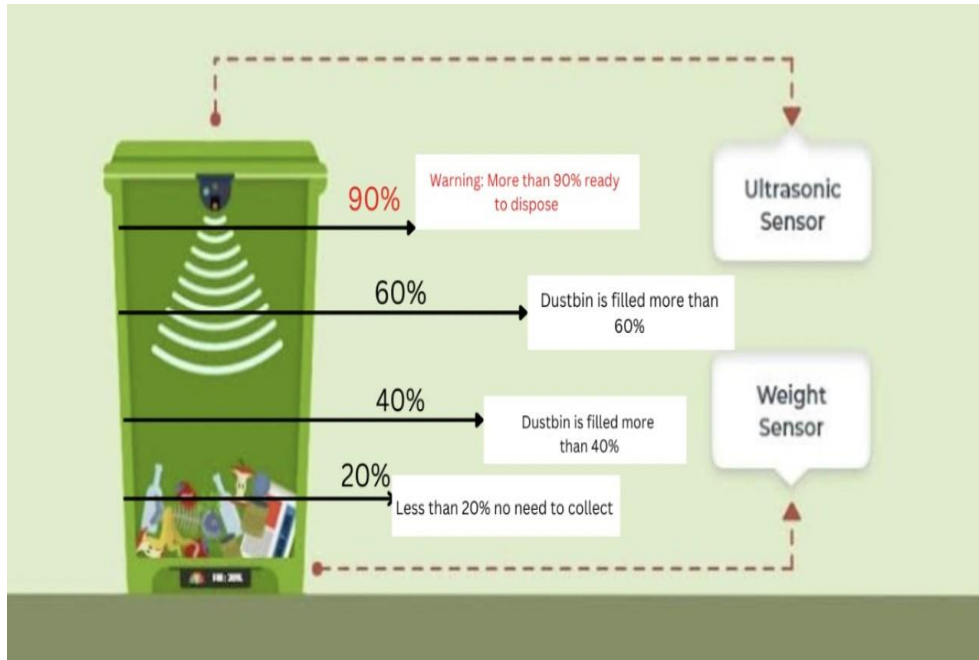 90%
Warning: More than 90% ready
to dispose
Ultrasonic
Sensor
60%
Dustbin is filled more than
60%
40%
Dustbin is filled more
than 40%
Weight
Sensor
20%
Less than 20% no need to collect